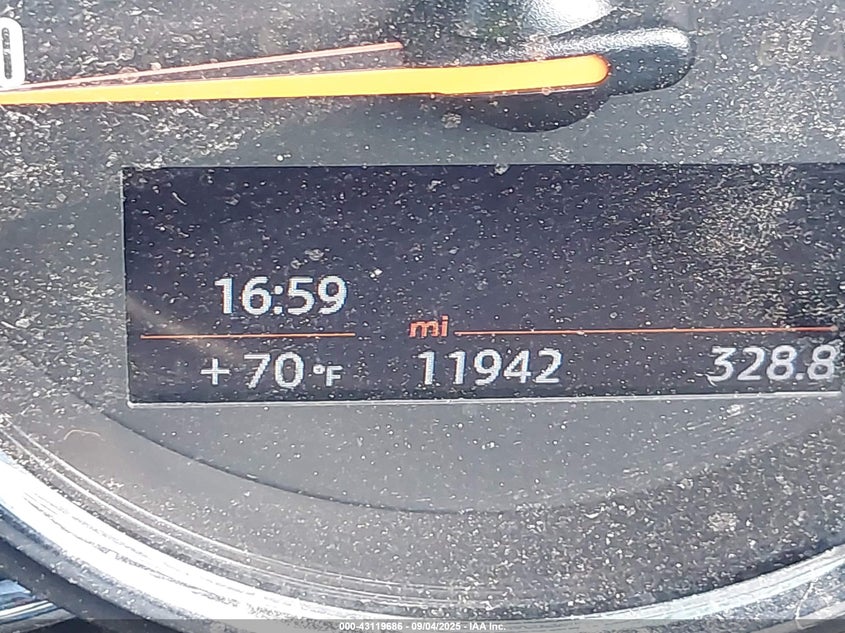 16:59
mi
+70 °F 11942 328.8
000-43119686 - 09/04/2025 - IAA Inc.